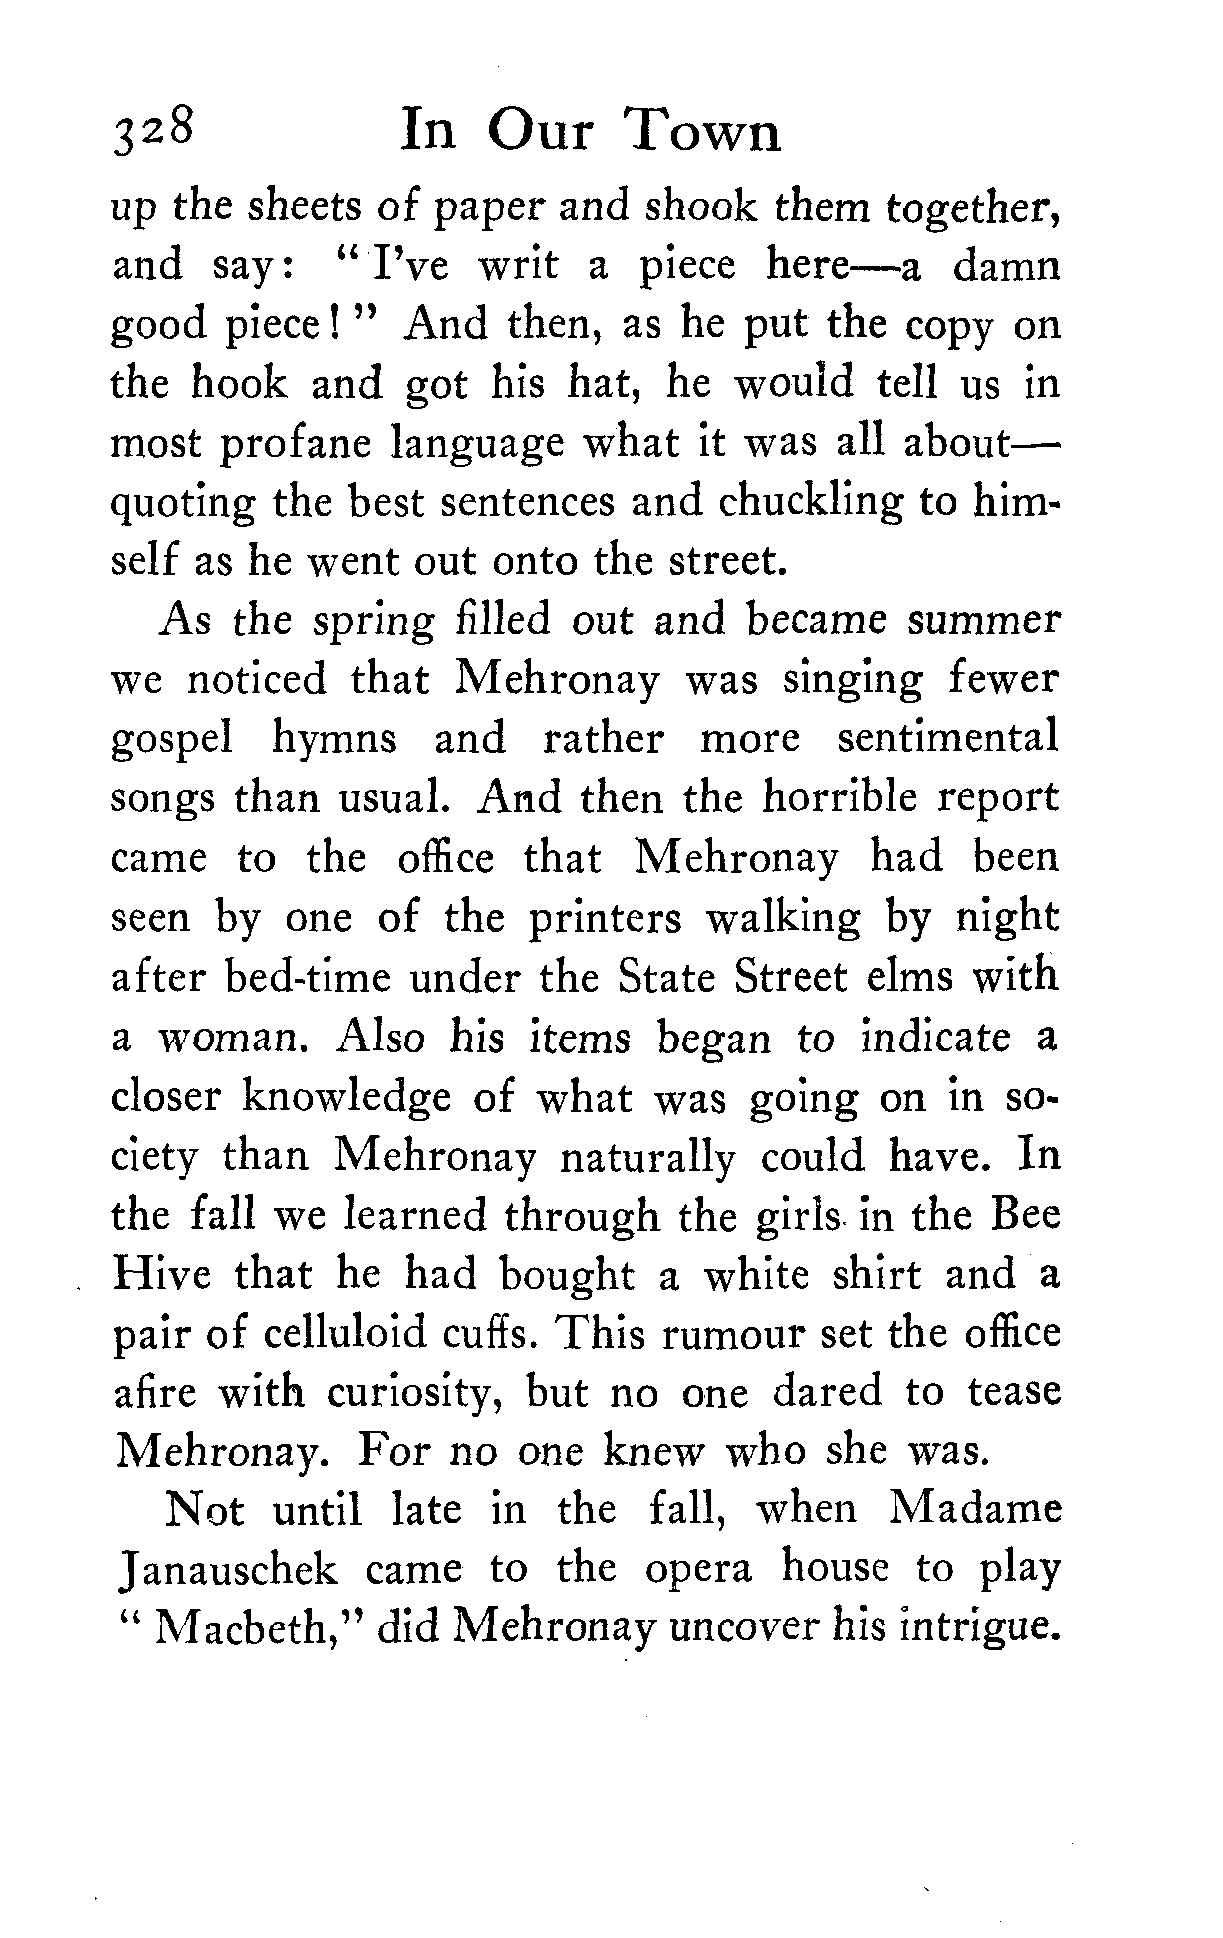 328 In Our Town
up the sheets of paper and shook them together,
and say: “I've writ a piece here—a damn
good piece!” And then, as he put the copy on
the hook and got his hat, he would tell us in
most profane language what it was all about—
quoting the best sentences and chuckling to him-
self as he went out onto the street.
As the spring filled out and became summer
we noticed that Mehronay was singing fewer
gospel hymns and rather more sentimental
songs than usual. And then the horrible report
came to the office that Mehronay had been
seen by one of the printers walking by night
after bed-time under the State Street elms with
a woman. Also his items began to indicate a
closer knowledge of what was going on in so-
ciety than Mehronay naturally could have. In
the fall we learned through the girls in the Bee
Hive that he had bought a white shirt and a
pair of celluloid cuffs. This rumour set the office
afire with curiosity, but no one dared to tease
Mehronay. For no one knew who she was.
Not until late in the fall, when Madame
Janauschek came to the opera house to play
“Macbeth,” did Mehronay uncover his intrigue.